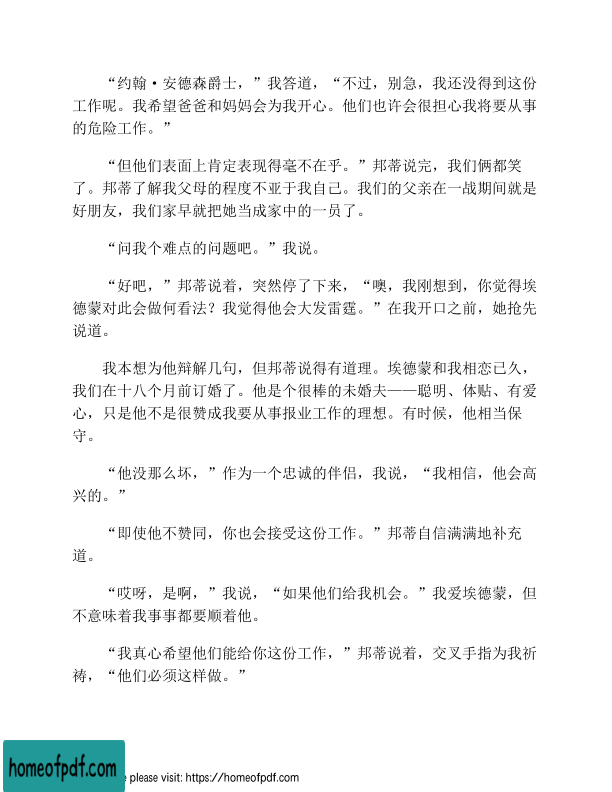 “约翰·安德森爵士，”我答道，“不过，别急，我还没得到这份
工作呢。我希望爸爸和妈妈会为我开心。他们也许会很担心我将要从事
的危险工作。”
“但他们表面上肯定表现得毫不在乎。”邦蒂说完，我们俩都笑
了。邦蒂了解我父母的程度不亚于我自己。我们的父亲在一战期间就是
好朋友，我们家早就把她当成家中的一员了。
“问我个难点的问题吧。”我说。
“好吧，”邦蒂说着，突然停了下来，“噢，我刚想到，你觉得埃
德蒙对此会做何看法？我觉得他会大发雷霆。”在我开口之前，她抢先
说道。
我本想为他辩解几句，但邦蒂说得有道理。埃德蒙和我相恋已久，
我们在十八个月前订婚了。他是个很棒的未婚夫——聪明、体贴、有爱
心，只是他不是很赞成我要从事报业工作的理想。有时候，他相当保
守。
“他没那么坏，”作为一个忠诚的伴侣，我说，“我相信，他会高
兴的。”
“即使他不赞同，你也会接受这份工作。”邦蒂自信满满地补充
道。
“哎呀，是啊，”我说，“如果他们给我机会。”我爱埃德蒙，但
不意味着我事事都要顺着他。
“我真心希望他们能给你这份工作，”邦蒂说着，交叉手指为我祈
祷，“他们必须这样做。”
homeofpdf.com
e please visit: https://homeofpdf.com